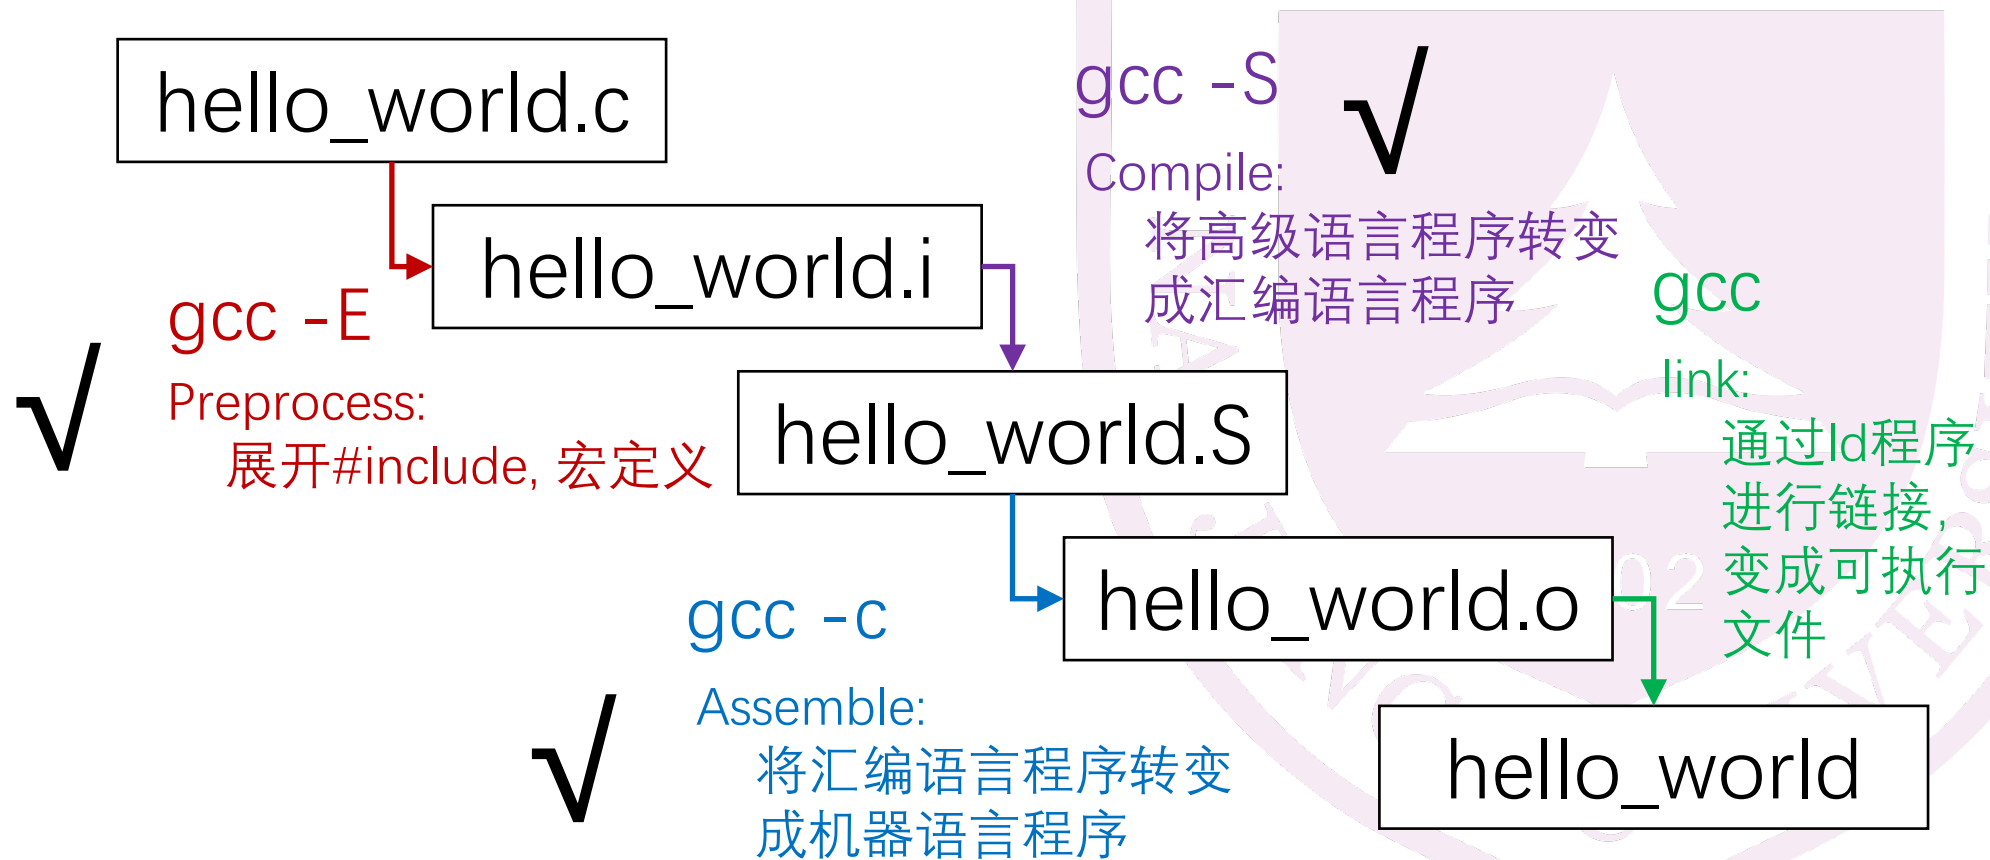 hello_world.c
gcc -S √
Compile:
将高级语言程序转变
成汇编语言程序
hello_world.i
gcc -E
√
Preprocess:
展开#include, 宏定义
gcc
link:
通过ld程序
进行链接,
变成可执行
文件
hello_world.S
hello_world.o
gcc -c
√
Assemble:
将汇编语言程序转变
成机器语言程序
hello_world